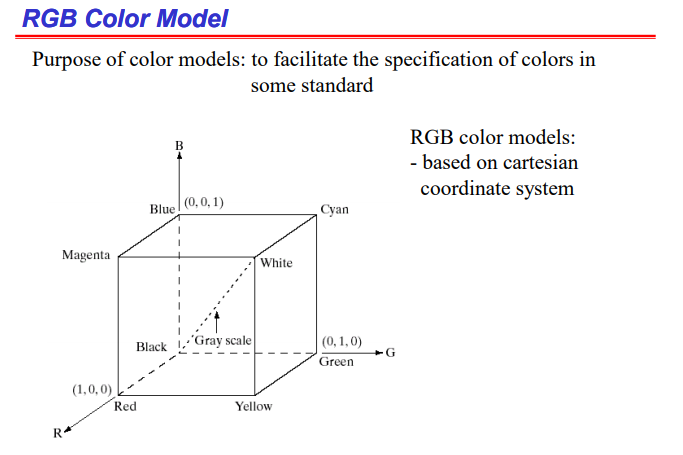 RGB Color Model
Purpose of color models: to facilitate the specification of colors in
some standard
RGB color models:
- based on cartesian
coordinate system
B
Blue
(0, 0, 1)
Cyan
Magenta
White
Gray scale
Black
(0, 1, 0)
G
Green
(1, 0, 0)
Red
Yellow
R